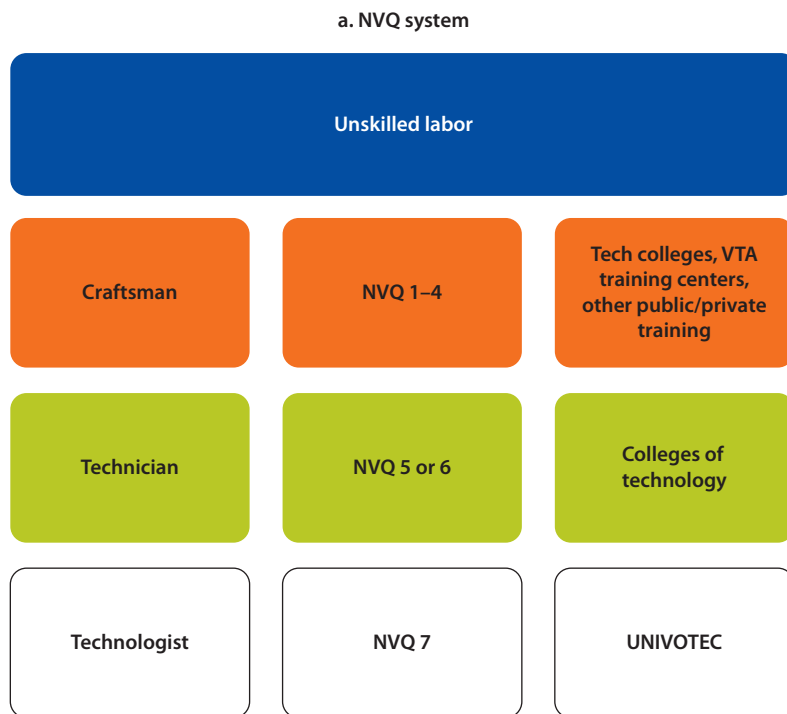 a. NVQ system
Unskilled labor
Craftsman
NVQ 1–4
Tech colleges, VTA
training centers,
other public/private
training
Technician
NVQ 5 or 6
Colleges of
technology
Technologist
NVQ 7
UNIVOTEC